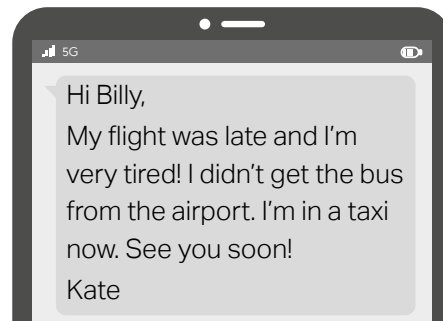 5G
Hi Billy,
My flight was late and I’m
very tired! I didn’t get the bus
from the airport. I’m in a taxi
now. See you soon!
Kate